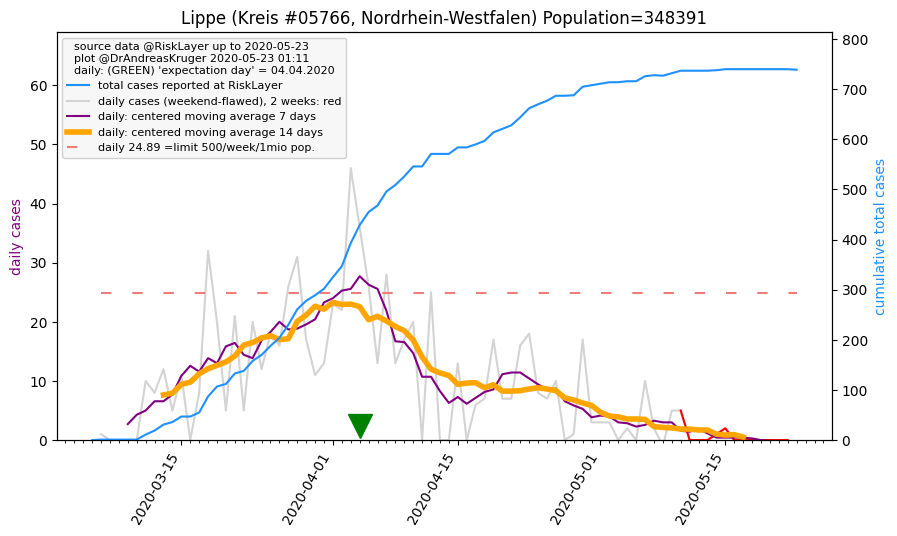 Lippe (Kreis #05766, Nordrhein-Westfalen) Population=348391
source data @RiskLayer up to 2020-05-23
plot @DrAndreasKruger 2020-05-23 01:11
daily: (GREEN) 'expectation day' = 04.04.2020
total cases reported at RiskLayer
daily cases (weekend-flawed), 2 weeks: red
daily: centered moving average 7 days
daily: centered moving average 14 days
daily 24.89 =limit 500/week/1mio pop.
daily cases
60
50
40
30
20
10
0
800
700
600
500
400
300
200
100
0
cumulative total cases
2020-03-15
2020-04-01
2020-04-15
2020-05-01
2020-05-15